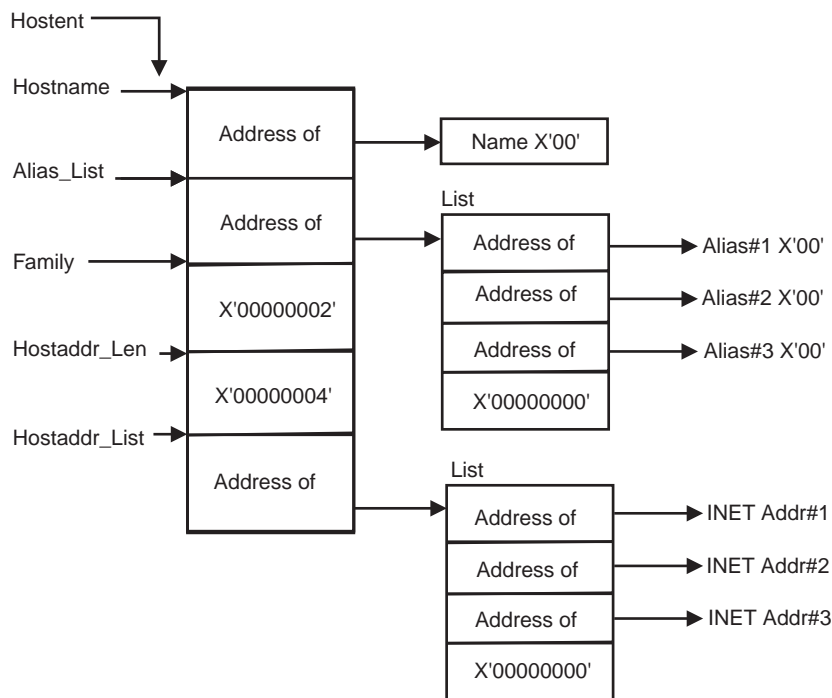 Hostent
Hostname
Address of
Name X'00'
Alias_List
Address of
List
Address of
Alias#1 X'00'
Address of
Alias#2 X'00'
Address of
Alias#3 X'00'
X'00000000'
Family
X'00000002'
Hostaddr_Len
X'00000004'
Hostaddr_List
Address of
List
Address of
INET Addr#1
Address of
INET Addr#2
Address of
INET Addr#3
X'00000000'